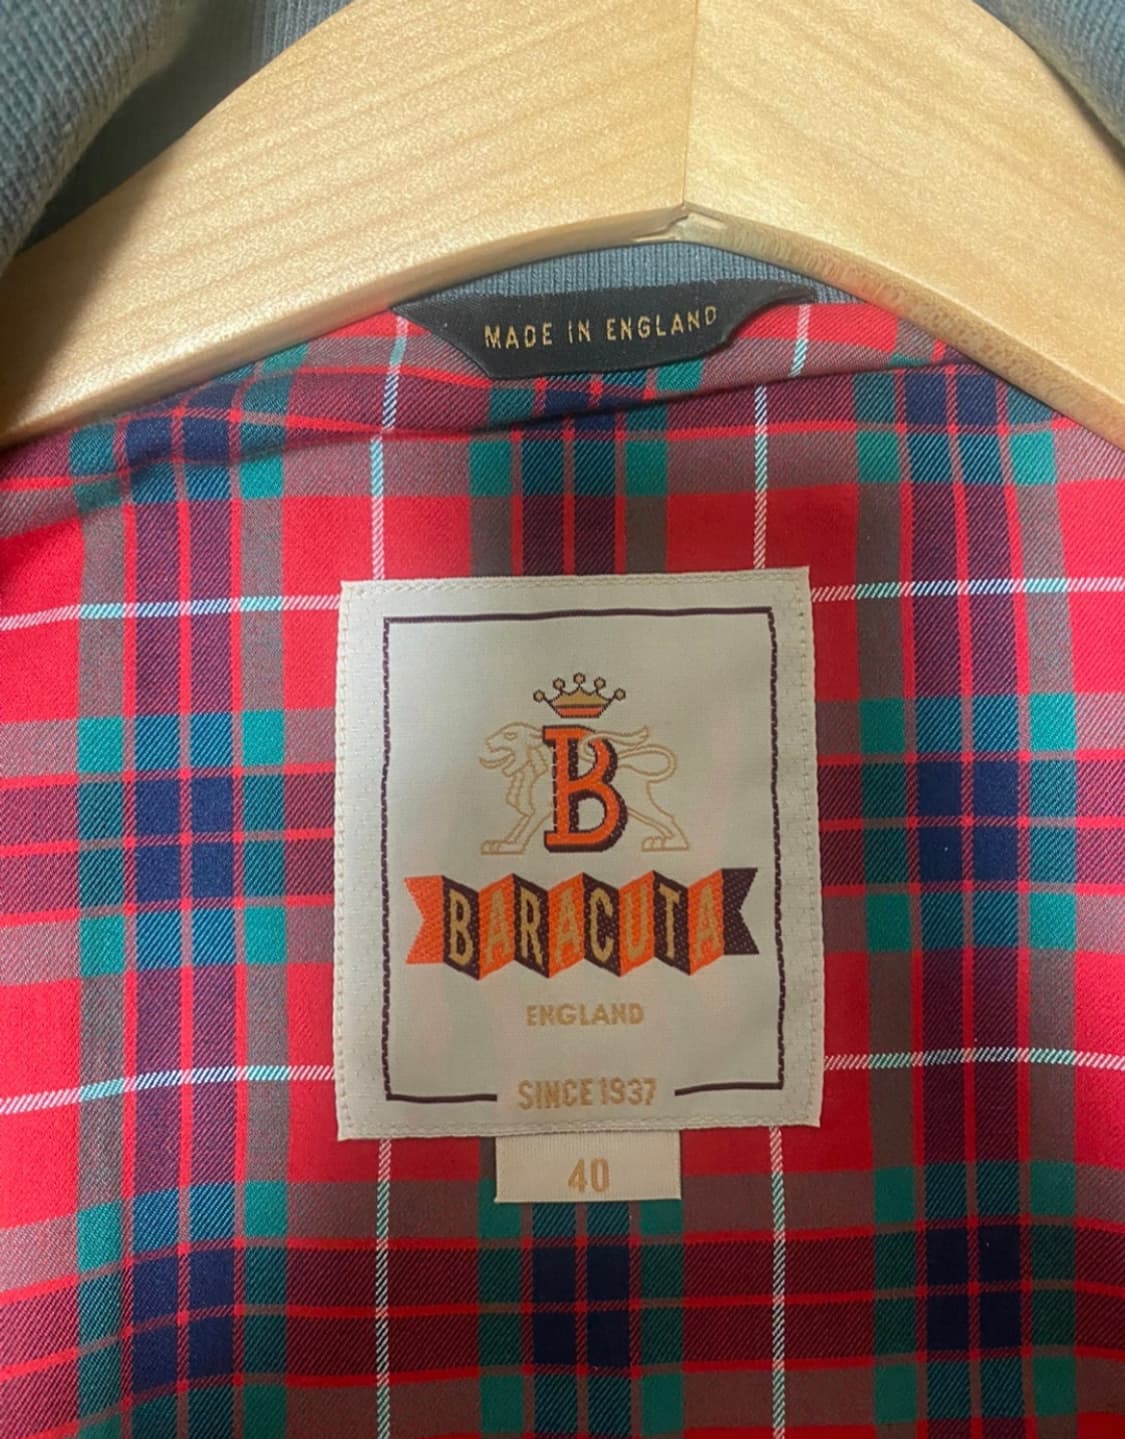 MADE IN ENGLAND
B
BARACUTA
ENGLAND
SINCE 1937
40